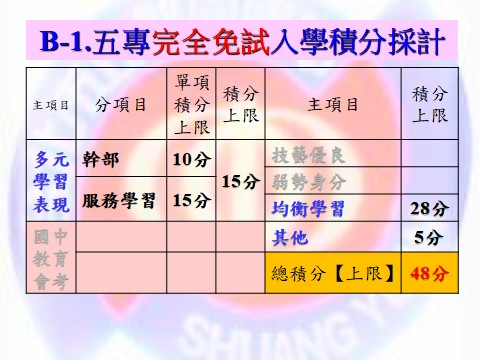 B-1.五專完全免試入學積分採計
主項目 分項目 單項積分上限 積分上限 主項目 積分上限
多元學習表現 幹部 10分 15分 技藝優良
弱勢身分
服務學習 15分 均衡學習 28分
國中教育會考 其他 5分
總積分【上限】 48分
SHUANG